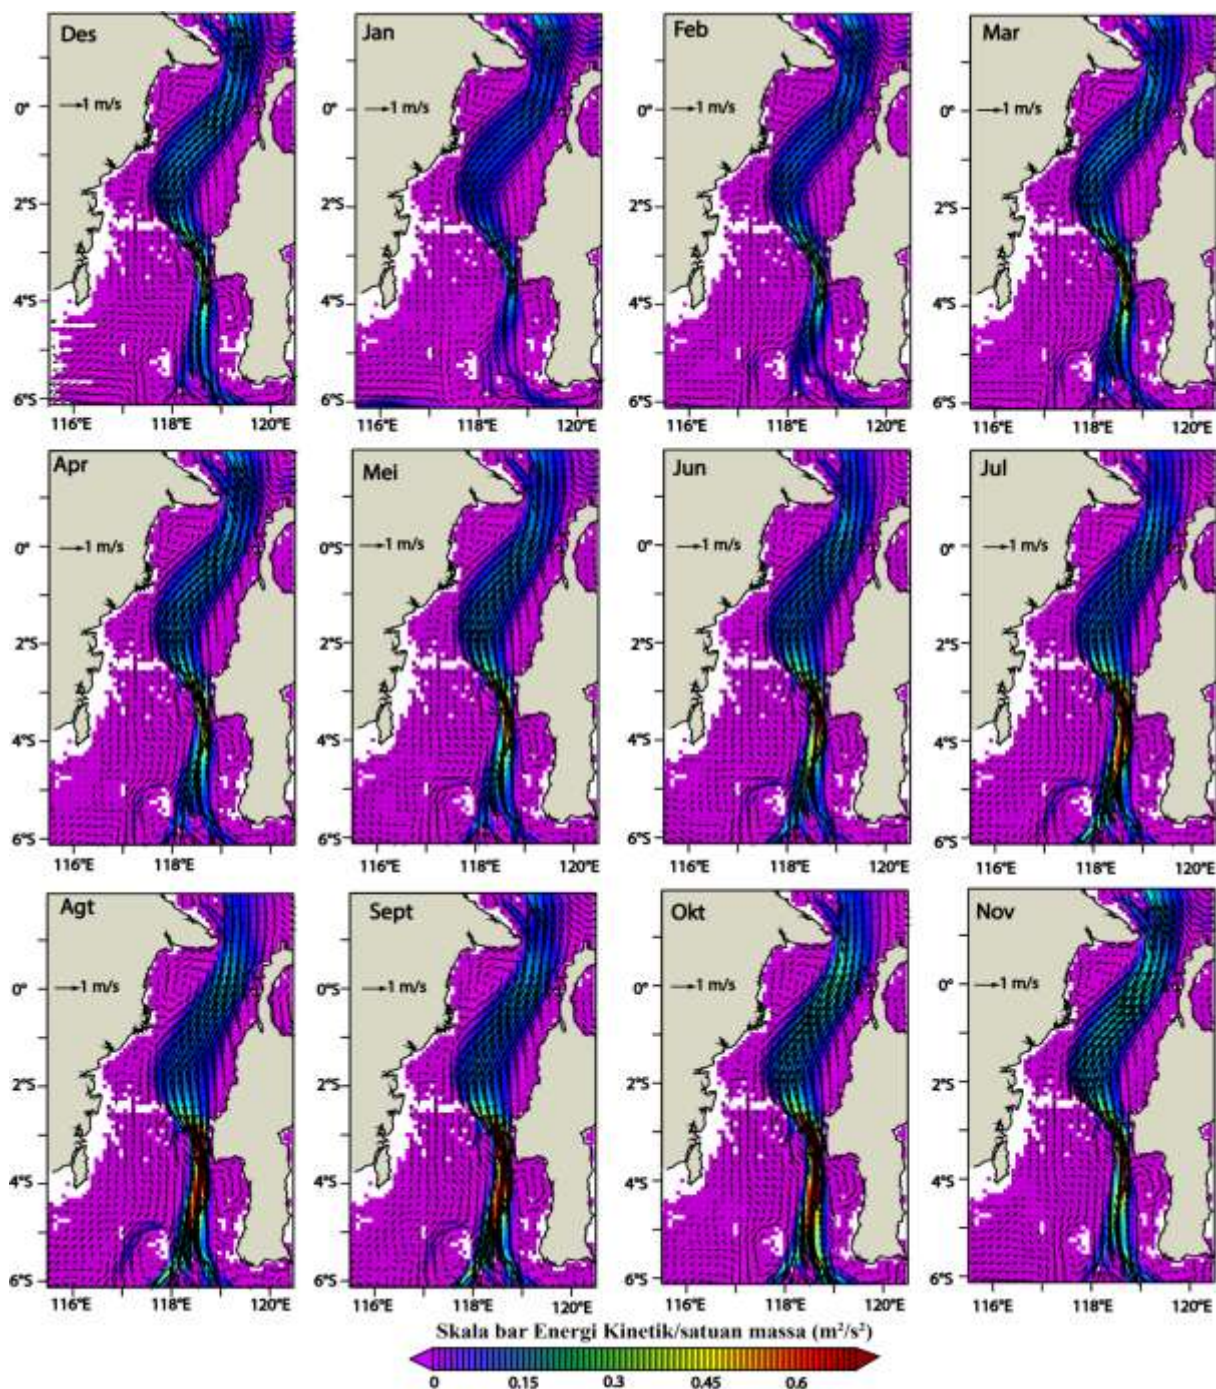 Des Jan Feb Mar
0° →1 m/s 0° →1 m/s 0° →1 m/s 0° →1 m/s
2°S 2°S 2°S 2°S
4°S 4°S 4°S 4°S
6°S 6°S 6°S 6°S
116°E 118°E 120°E 116°E 118°E 120°E 116°E 118°E 120°E 116°E 118°E 120°E
Apr Mei Jun Jul
0° →1 m/s 0°S →1 m/s 0° →1 m/s 0° →1 m/s
2°S 2°S 2°S 2°S
4°S 4°S 4°S 4°S
6°S 6°S 6°S 6°S
116°E 118°E 120°E 116°E 118°E 120°E 116°E 118°E 120°E 116°E 118°E 120°E
Agt Sept Okt Nov
0° →1 m/s 0°S →1 m/s 0° →1 m/s 0° →1 m/s
2°S 2°S 2°S 2°S
4°S 4°S 4°S 4°S
6°S 6°S 6°S 6°S
116°E 118°E 120°E 116°E 118°E 120°E 116°E 118°E 120°E 116°E 118°E 120°E
Skala bar Energi Kinetik/satuan massa (m²/s²)
0 0.15 0.3 0.45 0.6